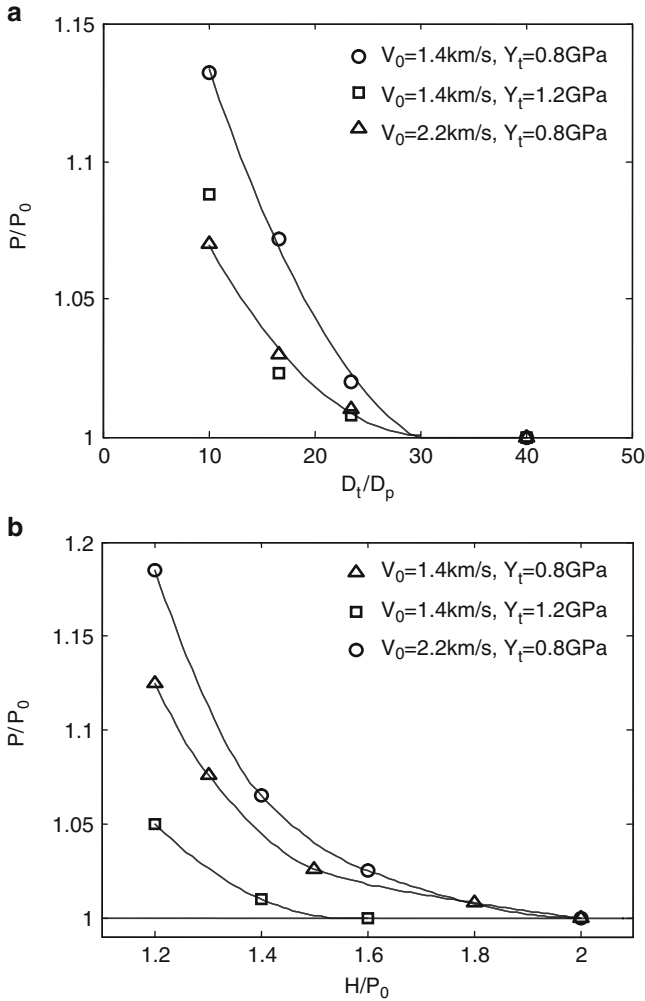 a
1.15
1.1
1.05
1
P/P₀
V₀=1.4km/s, Yₜ=0.8GPa
V₀=1.4km/s, Yₜ=1.2GPa
V₀=2.2km/s, Yₜ=0.8GPa
0 10 20 30 40 50
Dₜ/Dₚ
b
1.2
1.15
1.1
1.05
1
P/P₀
V₀=1.4km/s, Yₜ=0.8GPa
V₀=1.4km/s, Yₜ=1.2GPa
V₀=2.2km/s, Yₜ=0.8GPa
1.2 1.4 1.6 1.8 2
H/P₀